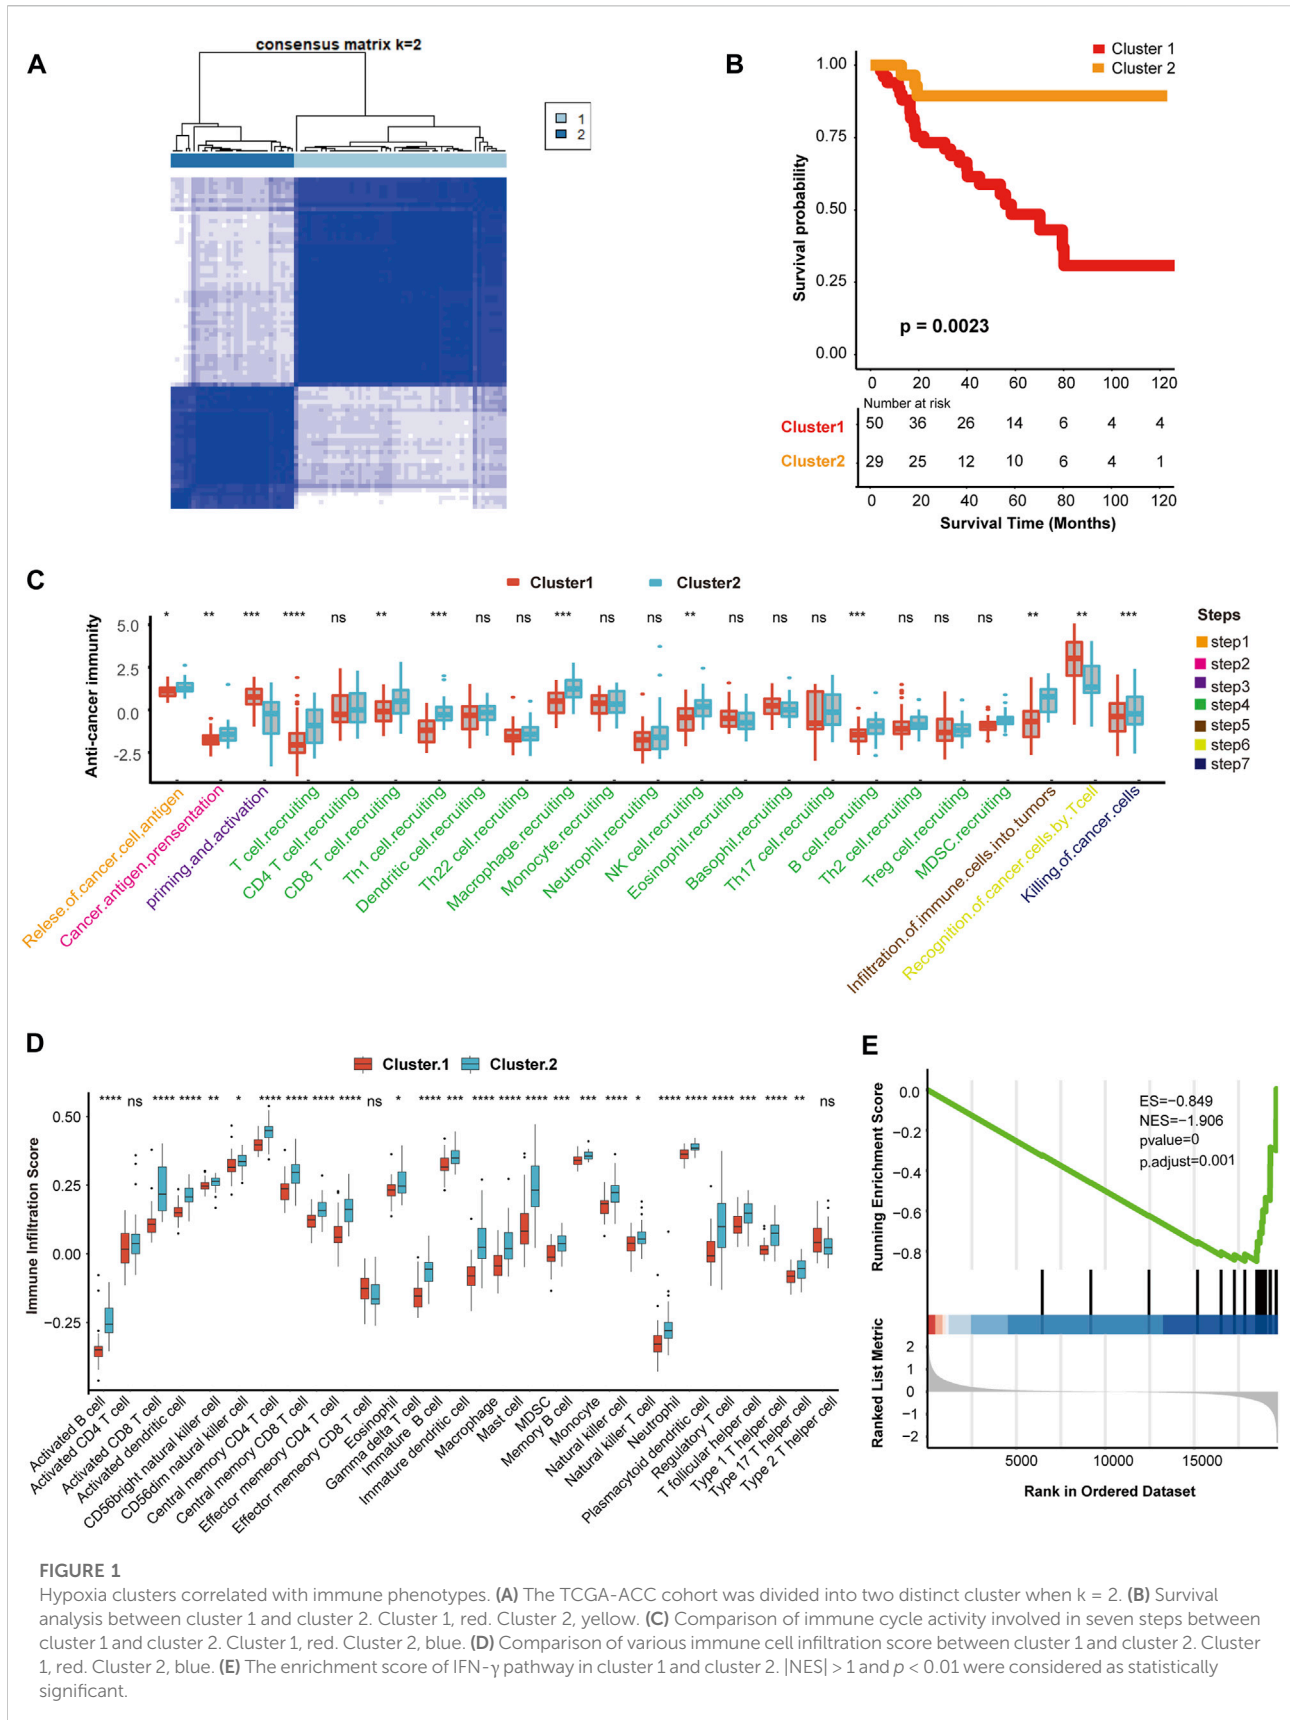 A
consensus matrix k=2
1
2
B
Cluster 1
Cluster 2
1.00
0.75
0.50
0.25
0.00
Survival probability
p = 0.0023
0 20 40 60 80 100 120
Number at risk
Cluster1 50 36 26 14 6 4 4
Cluster2 29 25 12 10 6 4 1
0 20 40 60 80 100 120
Survival Time (Months)
C
Cluster1 Cluster2
* ** *** **** ns ** *** ns ns *** ns ns ** ns ns ns *** ns ns ns ** ** ***
5.0
2.5
0.0
-2.5
Anti-cancer immunity
Steps
step1
step2
step3
step4
step5
step6
step7
Relese.of.cancer.cell.antigen
Cancer.antigen.prensentation
priming.and.activation
T cell.recruiting
CD4 T cell.recruiting
CD8 T cell.recruiting
Th1 cell.recruiting
Dendritic cell.recruiting
Th22 cell.recruiting
Macrophage.recruiting
Monocyte.recruiting
Neutrophil.recruiting
NK cell.recruiting
Eosinophil.recruiting
Basophil.recruiting
Th17 cell.recruiting
B cell.recruiting
Th2 cell.recruiting
Treg cell.recruiting
MDSC.recruiting
Infiltration.of.immune.cells.into.tumors
Recognition.of.cancer.cells.by.Tcell
Killing.of.cancer.cells
D
Cluster.1 Cluster.2
**** ns **** **** ** * **** **** **** **** ns * **** *** **** **** **** *** *** **** * **** **** **** *** **** ** ns
0.50
0.25
0.00
−0.25
Immune Infiltration Score
Activated B cell
Activated CD4 T cell
Activated CD8 T cell
Activated dendritic cell
CD56bright natural killer cell
CD56dim natural killer cell
Central memory CD4 T cell
Central memory CD8 T cell
Effector memeory CD4 T cell
Effector memeory CD8 T cell
Eosinophil
Gamma delta T cell
Immature B cell
Immature dendritic cell
Macrophage
Mast cell
MDSC
Memory B cell
Monocyte
Natural killer cell
Natural killer T cell
Neutrophil
Plasmacytoid dendritic cell
Regulatory T cell
T follicular helper cell
Type 1 T helper cell
Type 17 T helper cell
Type 2 T helper cell
E
0.0
−0.2
−0.4
−0.6
−0.8
Running Enrichment Score
ES=−0.849
NES=−1.906
pvalue=0
p.adjust=0.001
2
1
0
−1
−2
Ranked List Metric
5000 10000 15000
Rank in Ordered Dataset
FIGURE 1
Hypoxia clusters correlated with immune phenotypes. (A) The TCGA-ACC cohort was divided into two distinct cluster when k = 2. (B) Survival
analysis between cluster 1 and cluster 2. Cluster 1, red. Cluster 2, yellow. (C) Comparison of immune cycle activity involved in seven steps between
cluster 1 and cluster 2. Cluster 1, red. Cluster 2, blue. (D) Comparison of various immune cell infiltration score between cluster 1 and cluster 2. Cluster
1, red. Cluster 2, blue. (E) The enrichment score of IFN-γ pathway in cluster 1 and cluster 2. |NES| > 1 and p < 0.01 were considered as statistically
significant.